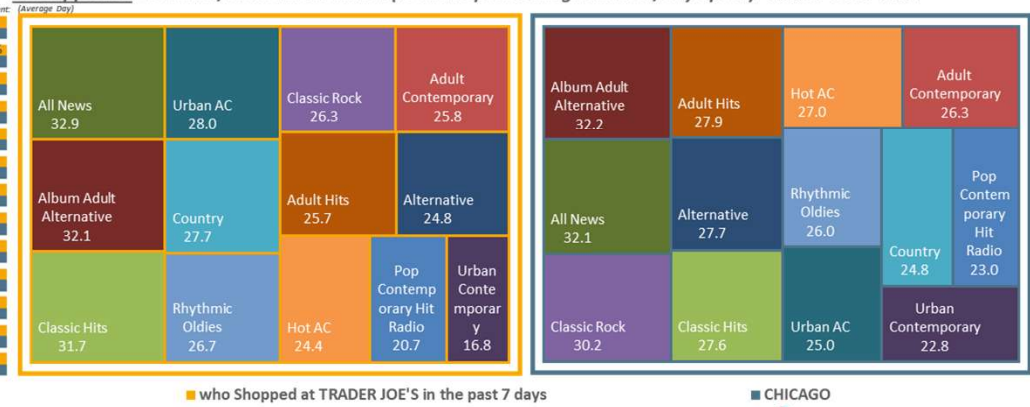 (Average Day)
All News
32.9
Urban AC
28.0
Classic Rock
26.3
Adult
Contemporary
25.8
Album Adult
Alternative
32.1
Country
27.7
Adult Hits
25.7
Alternative
24.8
Classic Hits
31.7
Rhythmic
Oldies
26.7
Hot AC
24.4
Pop
Contemp
orary Hit
Radio
20.7
Urban
Conte
mporar
y
16.8
Album Adult
Alternative
32.2
Adult Hits
27.9
Hot AC
27.0
Adult
Contemporary
26.3
All News
32.1
Alternative
27.7
Rhythmic
Oldies
26.0
Country
24.8
Pop
Contem
porary
Hit
Radio
23.0
Classic Rock
30.2
Classic Hits
27.6
Urban AC
25.0
Urban
Contemporary
22.8
who Shopped at TRADER JOE'S in the past 7 days
CHICAGO